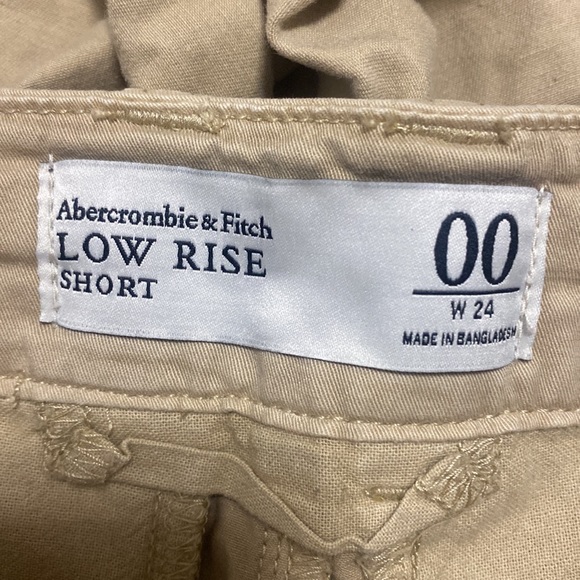 Abercrombie & Fitch
LOW RISE
SHORT
00
W 24
MADE IN BANGLADESH